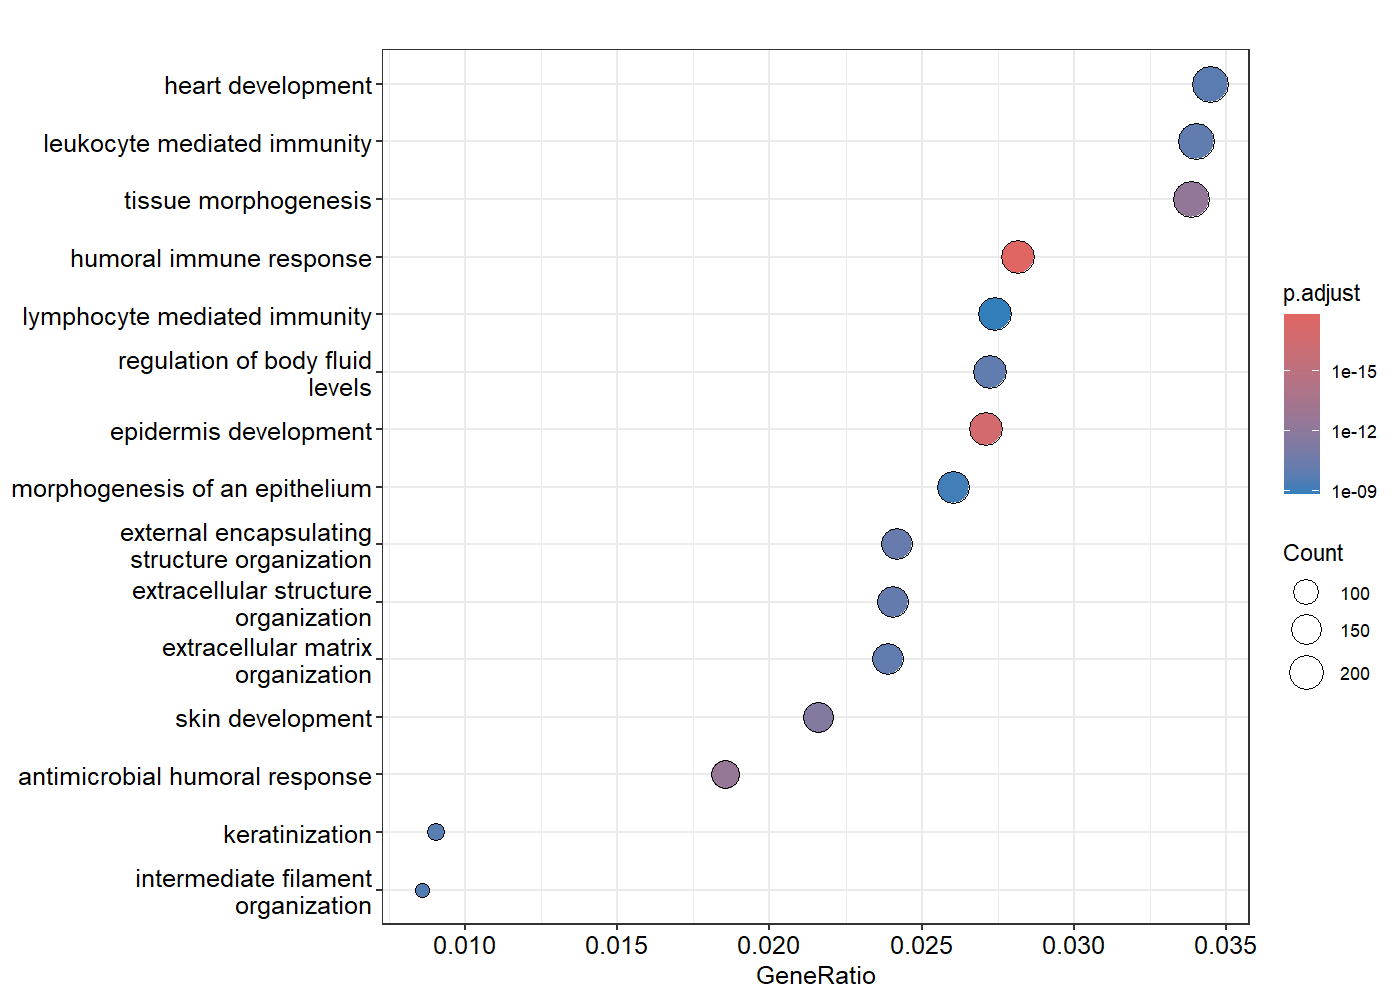 heart development
leukocyte mediated immunity
tissue morphogenesis
humoral immune response
lymphocyte mediated immunity
regulation of body fluid
levels
epidermis development
morphogenesis of an epithelium
external encapsulating
structure organization
extracellular structure
organization
extracellular matrix
organization
skin development
antimicrobial humoral response
keratinization
intermediate filament
organization
0.010 0.015 0.020 0.025 0.030 0.035
GeneRatio
p.adjust
1e-15
1e-12
1e-09
Count
100
150
200